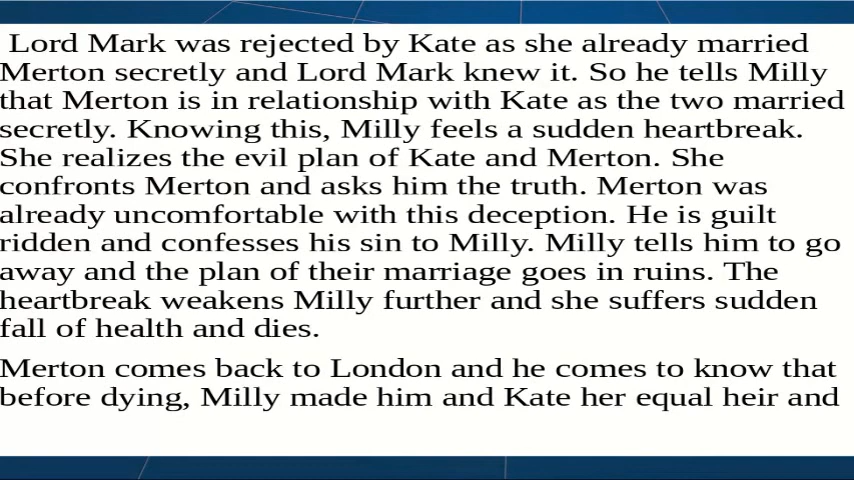 Lord Mark was rejected by Kate as she already married
Merton secretly and Lord Mark knew it. So he tells Milly
that Merton is in relationship with Kate as the two married
secretly. Knowing this, Milly feels a sudden heartbreak.
She realizes the evil plan of Kate and Merton. She
confronts Merton and asks him the truth. Merton was
already uncomfortable with this deception. He is guilt
ridden and confesses his sin to Milly. Milly tells him to go
away and the plan of their marriage goes in ruins. The
heartbreak weakens Milly further and she suffers sudden
fall of health and dies.
Merton comes back to London and he comes to know that
before dying, Milly made him and Kate her equal heir and